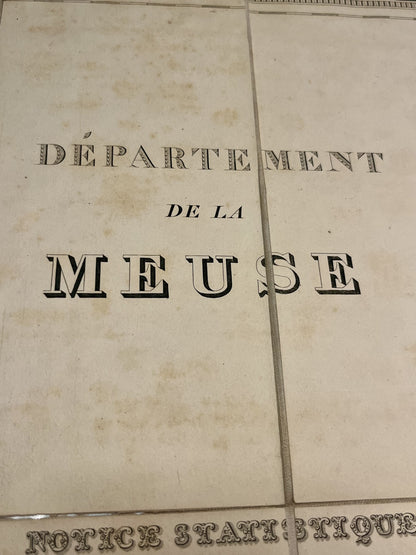 DÉPARTEMENT
DE LA
MEUSE
NOTICE STATISTIQUE